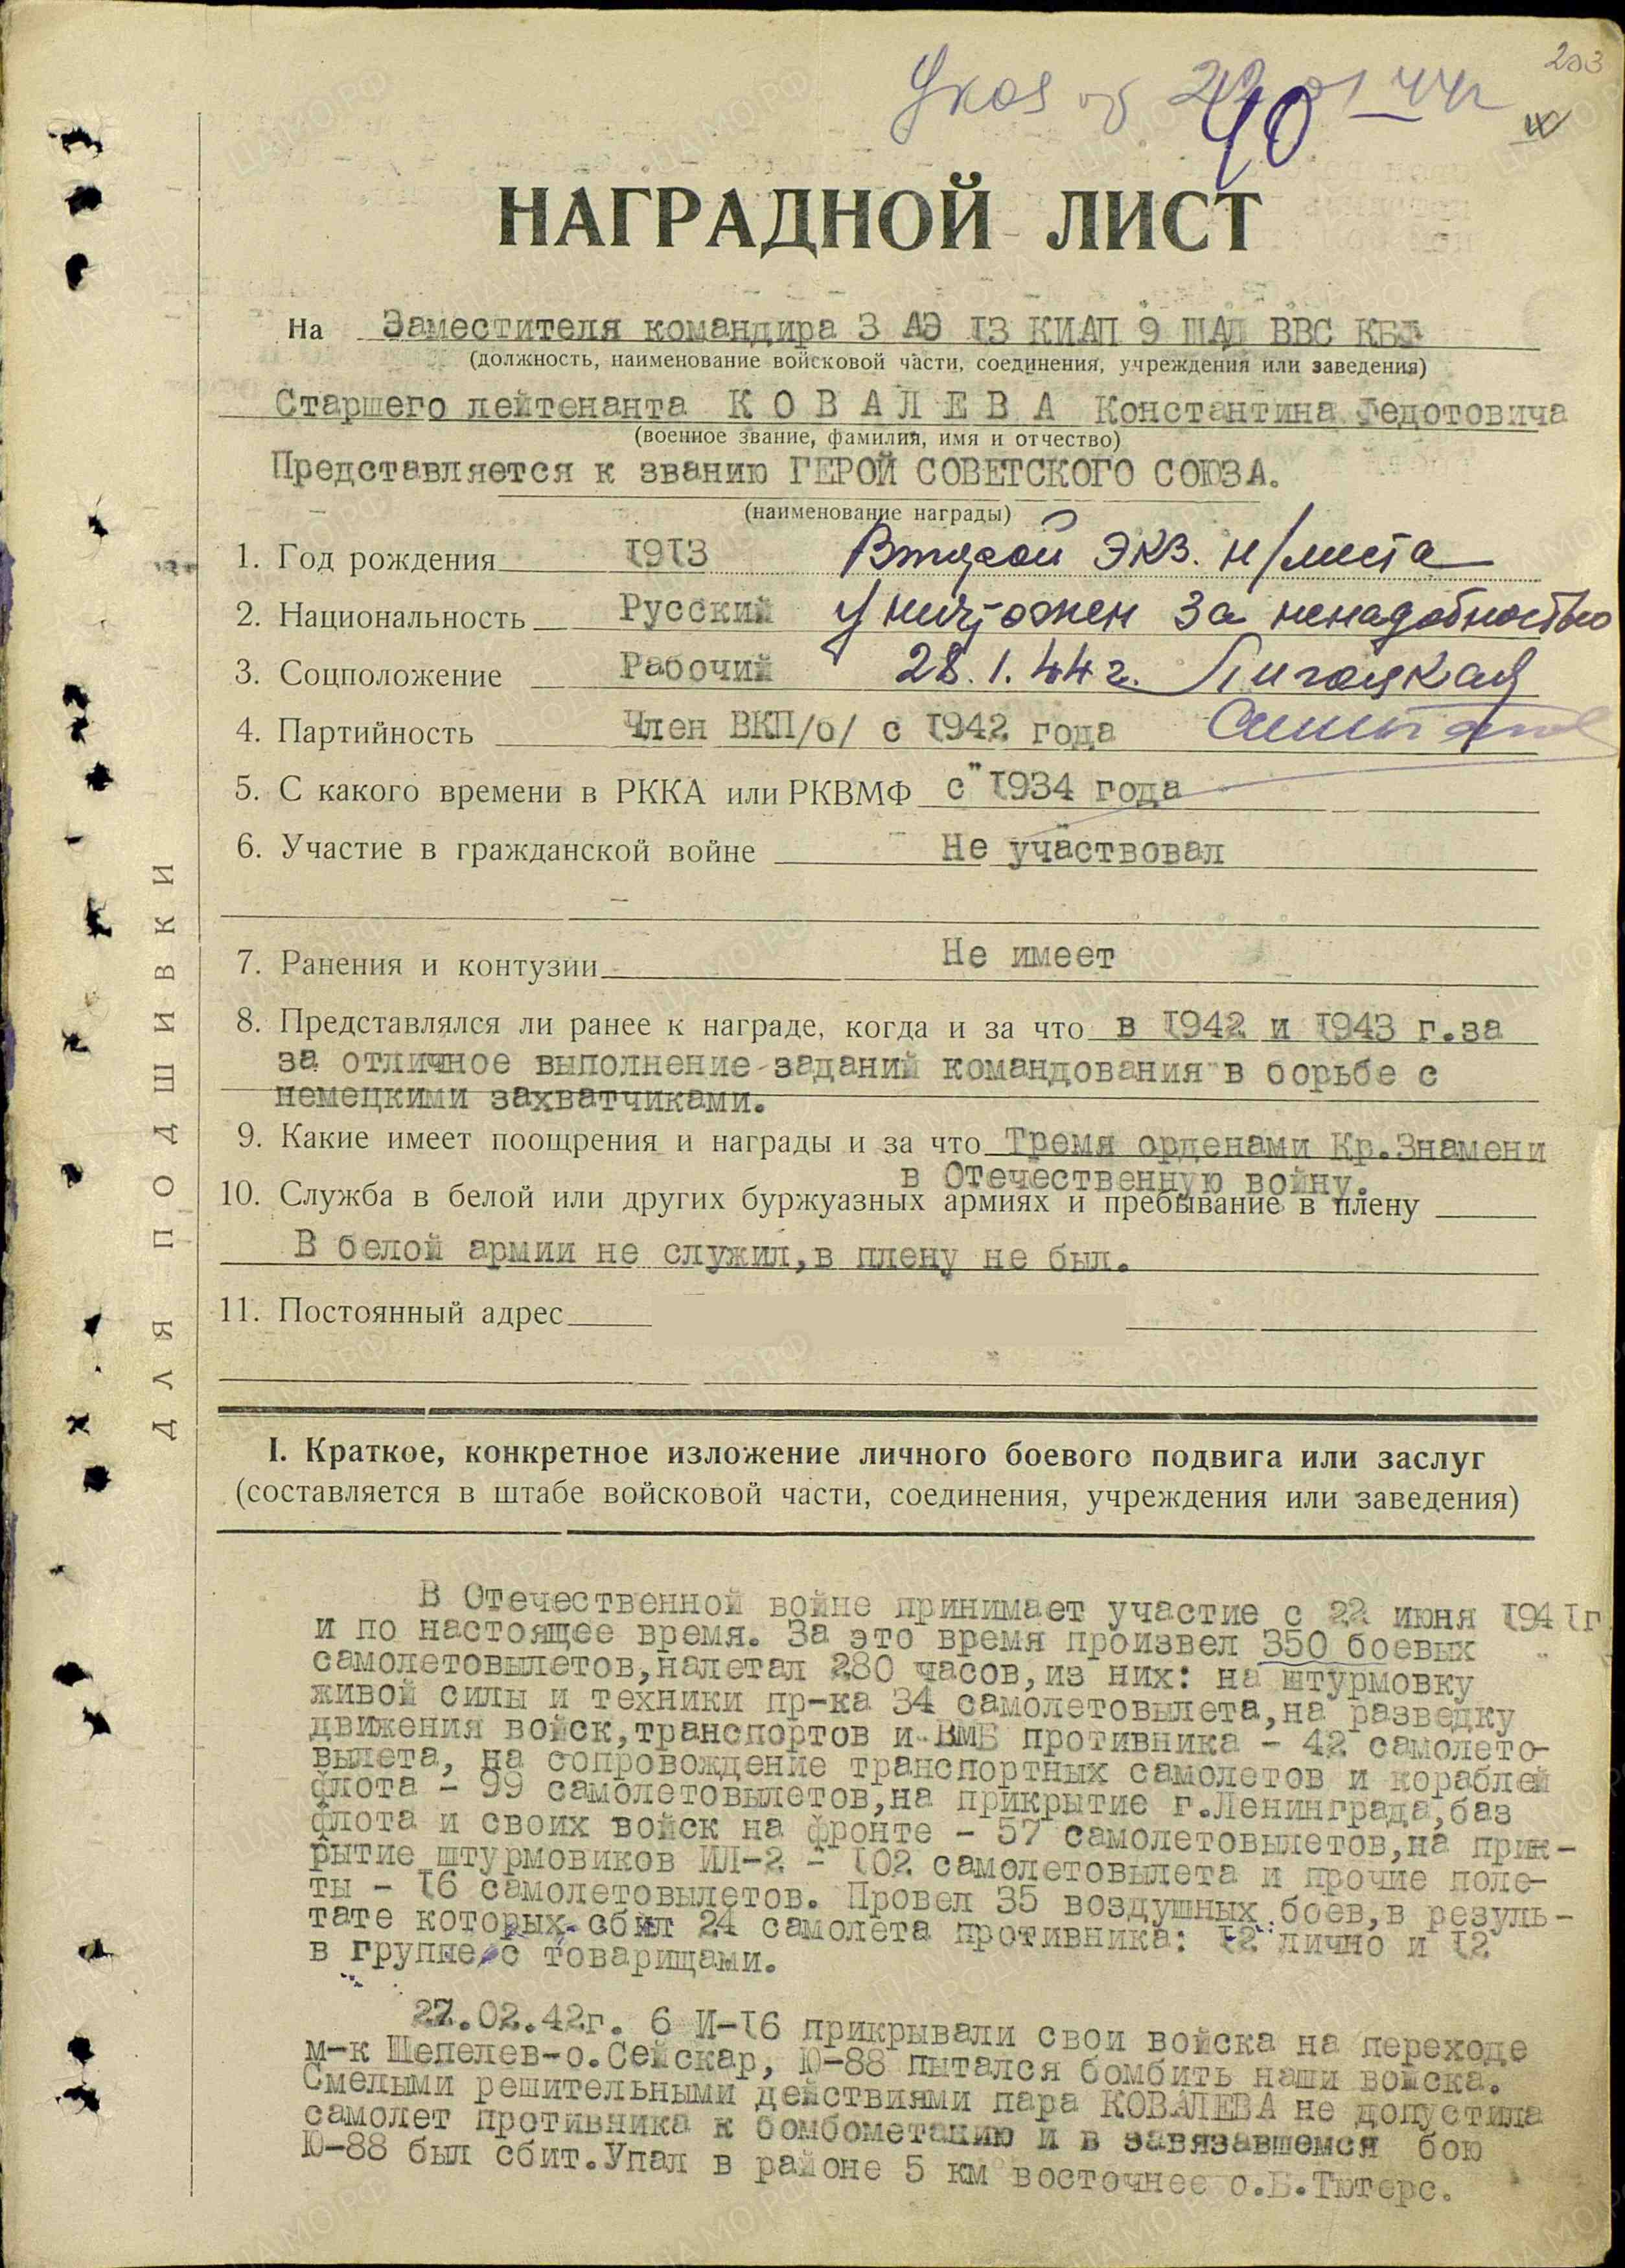 203
Указ от 22/01-44г
40
НАГРАДНОЙ ЛИСТ
На Заместителя командира 3 АЭ 13 КИАП 9 ШАД ВВС КБФ
(должность, наименование войсковой части, соединения, учреждения или заведения)
Старшего лейтенанта К О В А Л Е В А Константина Федотовича
(военное звание, фамилия, имя и отчество)
Представляется к званию ГЕРОЙ СОВЕТСКОГО СОЮЗА.
(наименование награды)
1. Год рождения 1913 Второй экз. н/листа
2. Национальность Русский уничтожен за ненадобностью
3. Соцположение Рабочий 28.1.44г.
4. Партийность Член ВКП/б/ с 1942 года
5. С какого времени в РККА или РКВМФ с 1934 года
6. Участие в гражданской войне Не участвовал
7. Ранения и контузии Не имеет
8. Представлялся ли ранее к награде, когда и за что в 1942 и 1943 г.за
за отличное выполнение заданий командования в борьбе с
немецкими захватчиками.
9. Какие имеет поощрения и награды и за что Тремя орденами Кр.Знамени
в Отечественную войну.
10. Служба в белой или других буржуазных армиях и пребывание в плену
В белой армии не служил,в плену не был.
11. Постоянный адрес
I. Краткое, конкретное изложение личного боевого подвига или заслуг
(составляется в штабе войсковой части, соединения, учреждения или заведения)
В Отечественной войне принимает участие с 22 июня 1941г
и по настоящее время. За это время произвел 350 боевых
самолетовылетов,налетал 280 часов,из них: на штурмовку
живой силы и техники пр-ка 34 самолетовылета,на разведку
движения войск,транспортов и ВМБ противника - 42 самолето-
вылета, на сопровождение транспортных самолетов и кораблей
флота - 99 самолетовылетов,на прикрытие г.Ленинграда,баз
флота и своих войск на фронте - 57 самолетовылетов,на прик-
рытие штурмовиков ИЛ-2 - 102 самолетовылета и прочие поле-
ты - 16 самолетовылетов. Провел 35 воздушных боев,в резуль-
тате которых сбил 24 самолета противника: 12 лично и 12
в группе с товарищами.
27.02.42г. 6 И-16 прикрывали свои войска на переходе
м-к Шепелев-о.Сейскар, Ю-88 пытался бомбить наши войска.
Смелыми решительными действиями пара КОВАЛЕВА не допустила
самолет противника к бомбометанию и в завязавшемся бою
Ю-88 был сбит.Упал в районе 5 км восточнее о.Б.Тютерс.
ДЛЯ ПОДШИВКИ
ЦАМО.РФ